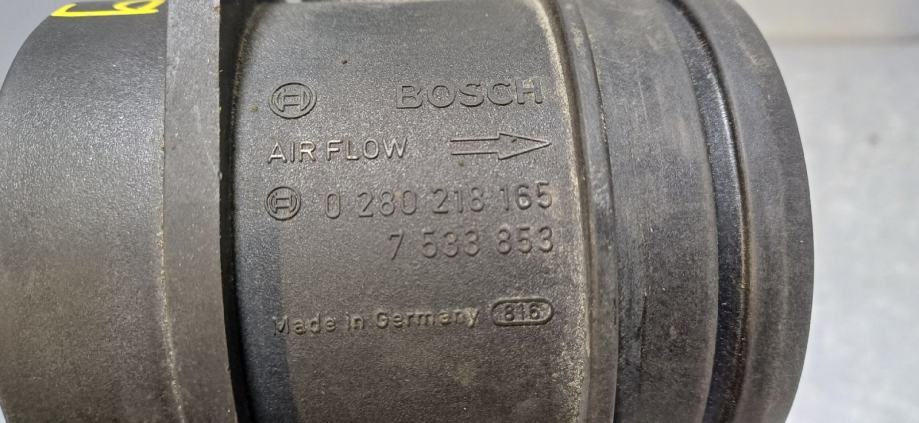 BOSCH
AIR FLOW
0 280 218 165
7 533 853
Made in Germany 816